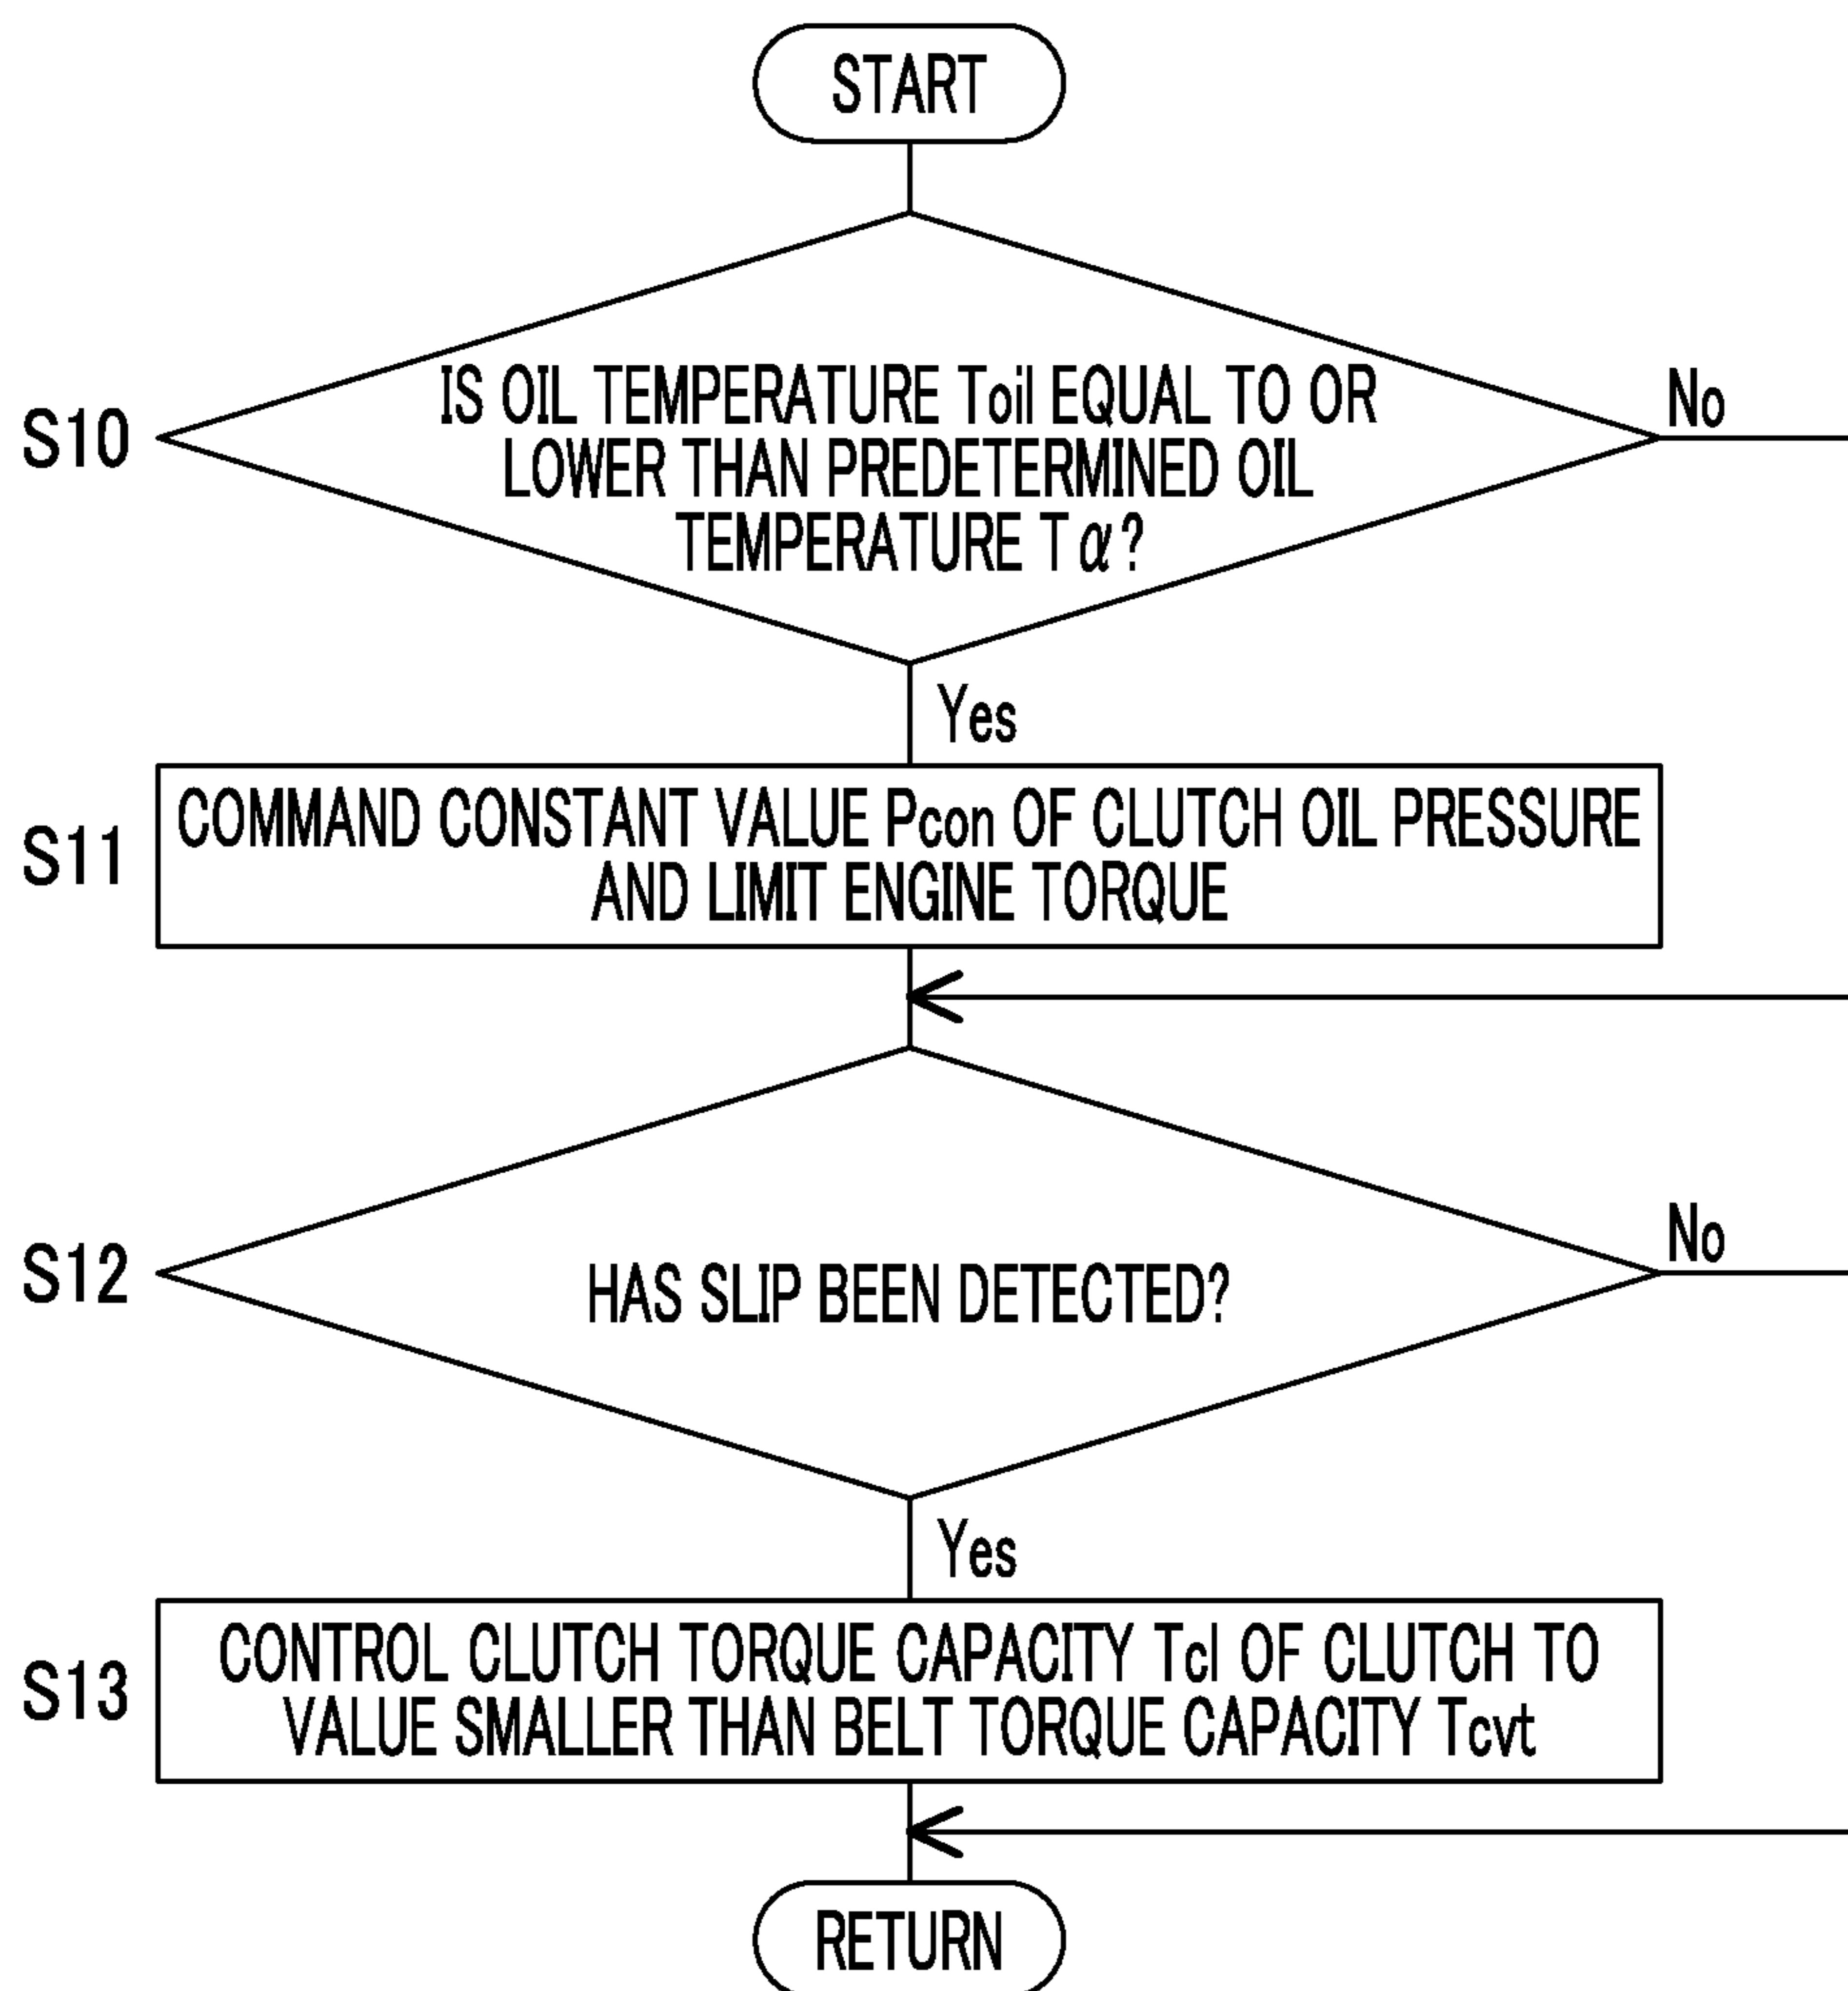 START
S10
IS OIL TEMPERATURE Toil EQUAL TO OR
LOWER THAN PREDETERMINED OIL
TEMPERATURE Tα?
No
Yes
S11
COMMAND CONSTANT VALUE Pcon OF CLUTCH OIL PRESSURE
AND LIMIT ENGINE TORQUE
S12
HAS SLIP BEEN DETECTED?
No
Yes
S13
CONTROL CLUTCH TORQUE CAPACITY Tcl OF CLUTCH TO
VALUE SMALLER THAN BELT TORQUE CAPACITY Tcvt
RETURN